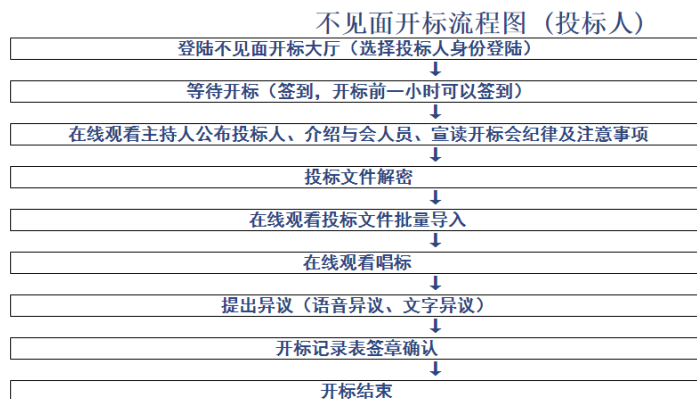 不见面开标流程图（投标人）
登陆不见面开标大厅（选择投标人身份登陆）
等待开标（签到，开标前一小时可以签到）
在线观看主持人公布投标人、介绍与会人员、宣读开标会纪律及注意事项
投标文件解密
在线观看投标文件批量导入
在线观看唱标
提出异议（语音异议、文字异议）
开标记录表签章确认
开标结束